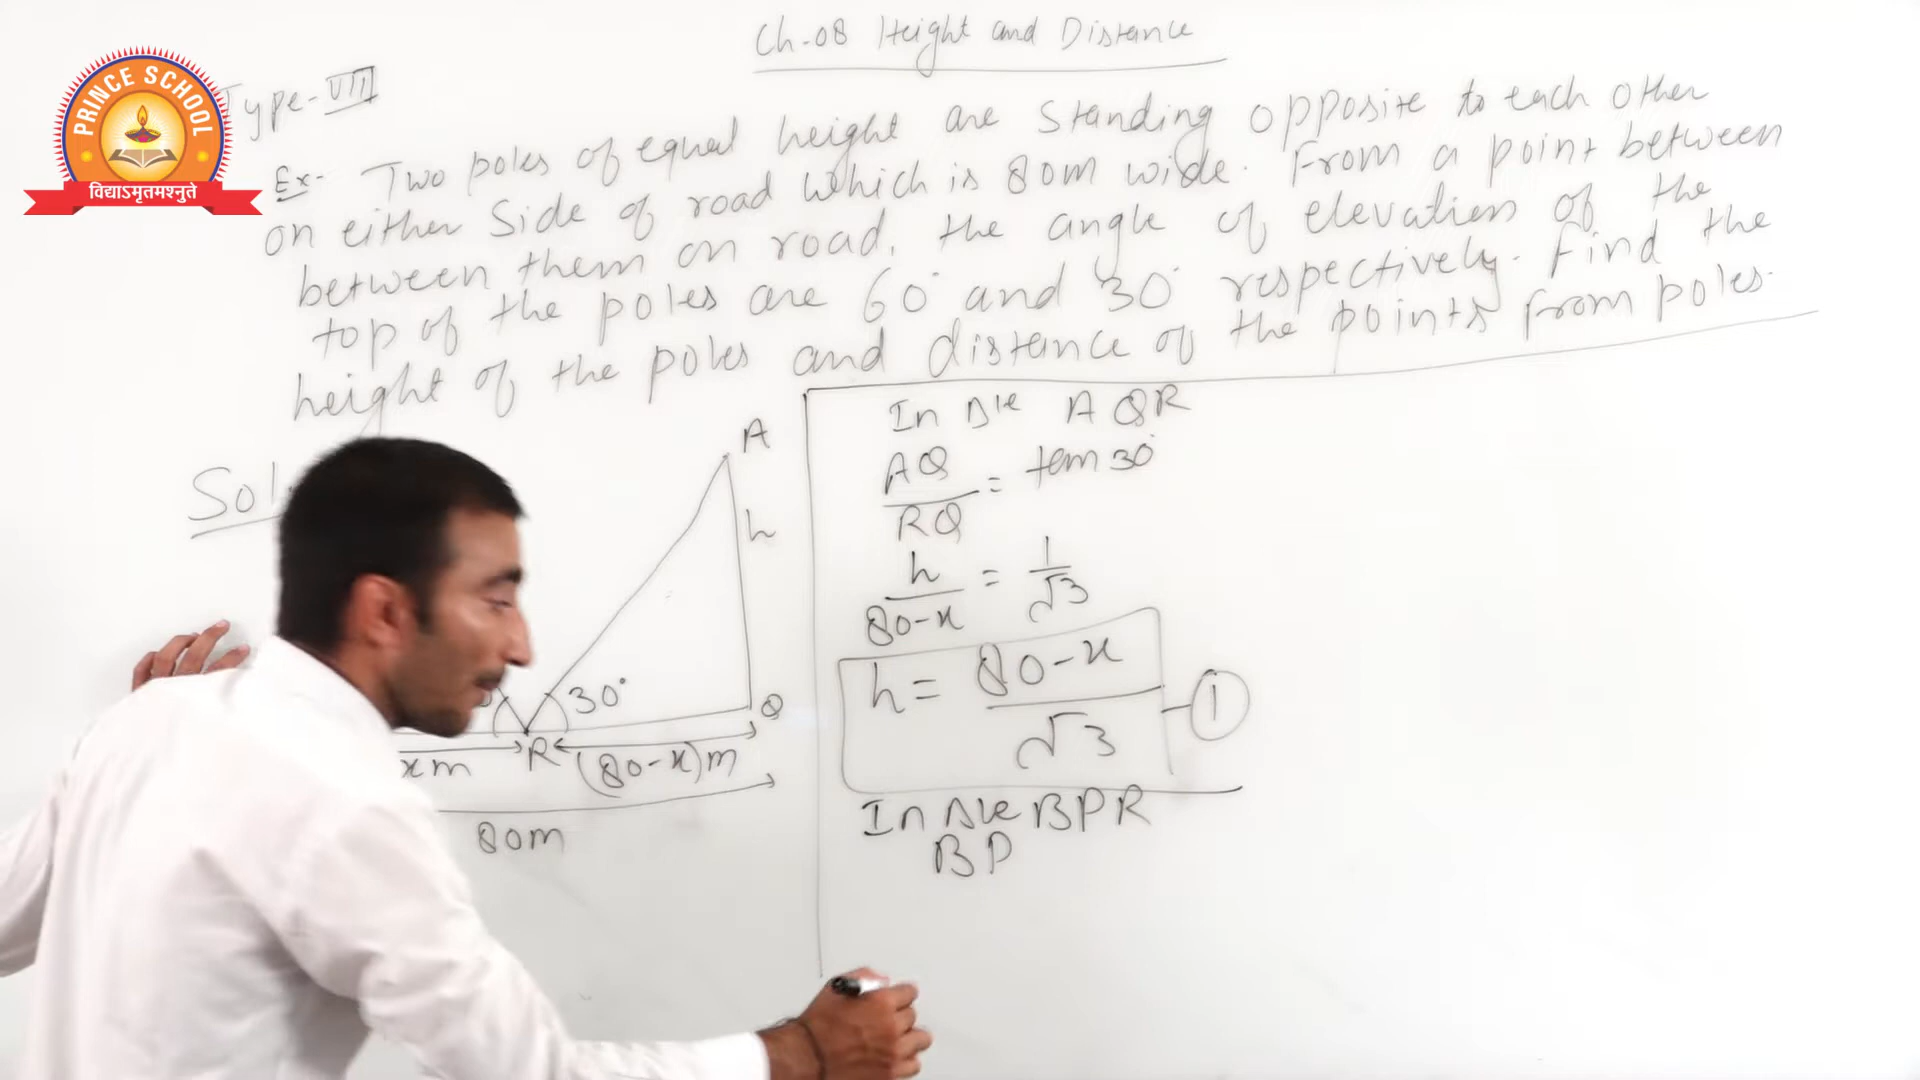 Ch-08 Height and Distance
PRINCE SCHOOL
विद्याऽमृतमश्नुते
Type-VIII
Ex- Two poles of equal height are standing opposite to each other
on either side of road which is 80m wide. From a point between
between them on road, the angle of elevation of the
top of the poles are 60° and 30° respectively. Find the
height of the poles and distance of the points from poles.
Sol
A
h
30°
Q
R
xm
(80-x)m
80m
In Δle AQR
AQ/RQ = tan30°
h/80-x = 1/√3
h = 80-x/√3 -①
In Δle BPR
BP